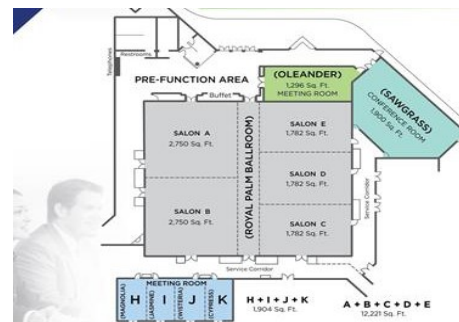 Restrooms
Telephones
PRE-FUNCTION AREA
Buffet
(OLEANDER)
1,296 Sq. Ft.
MEETING ROOM
(SAWGRASS)
CONFERENCE ROOM
1,900 Sq. Ft.
SALON A
2,750 Sq. Ft.
SALON B
2,750 Sq. Ft.
(ROYAL PALM BALLROOM)
SALON E
1,782 Sq. Ft.
SALON D
1,782 Sq. Ft.
SALON C
1,782 Sq. Ft.
Service Corridor
Service Corridor
MEETING ROOM
H I J K
(MAGNOLIA)
(JASMINE)
(WISTERIA)
(CYPRESS)
H + I + J + K
1,904 Sq. Ft.
A + B + C + D + E
12,221 Sq. Ft.